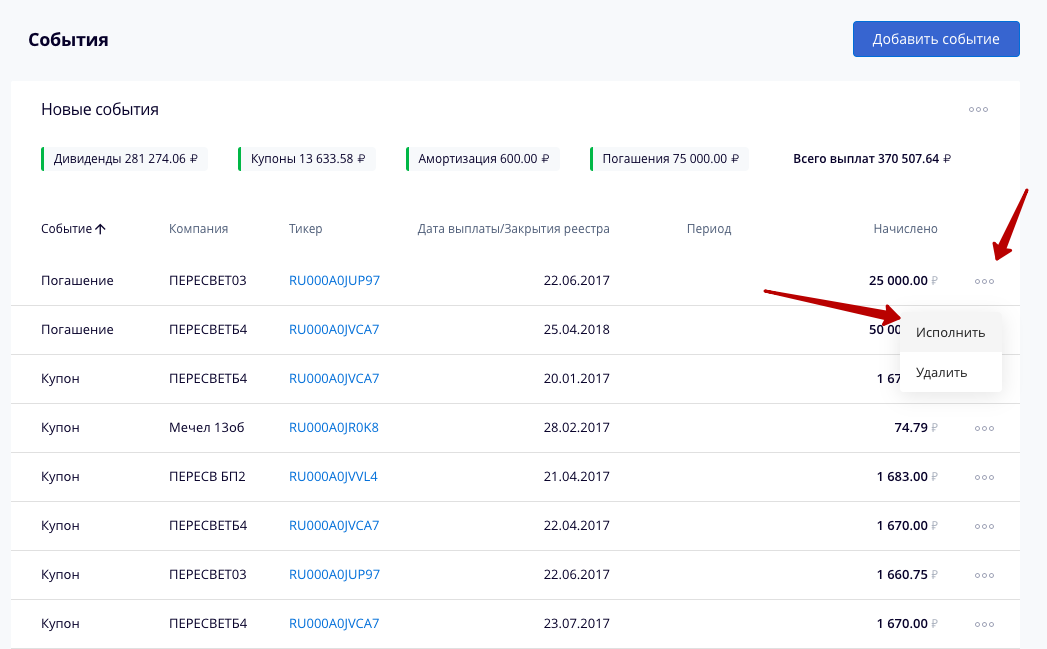 События
Добавить событие
Новые события
Дивиденды 281 274.06 ₽ Купоны 13 633.58 ₽ Амортизация 600.00 ₽ Погашения 75 000.00 ₽ Всего выплат 370 507.64 ₽
Событие Компания Тикер Дата выплаты/Закрытия реестра Период Начислено
Погашение ПЕРЕСВЕТ03 RU000A0JUP97 22.06.2017 25 000.00 ₽
Погашение ПЕРЕСВЕТБ4 RU000A0JVCA7 25.04.2018 50 00
Исполнить
Купон ПЕРЕСВЕТБ4 RU000A0JVCA7 20.01.2017 1 67
Удалить
Купон Мечел 13об RU000A0JR0K8 28.02.2017 74.79 ₽
Купон ПЕРЕСВ БП2 RU000A0JVVL4 21.04.2017 1 683.00 ₽
Купон ПЕРЕСВЕТБ4 RU000A0JVCA7 22.04.2017 1 670.00 ₽
Купон ПЕРЕСВЕТ03 RU000A0JUP97 22.06.2017 1 660.75 ₽
Купон ПЕРЕСВЕТБ4 RU000A0JVCA7 23.07.2017 1 670.00 ₽